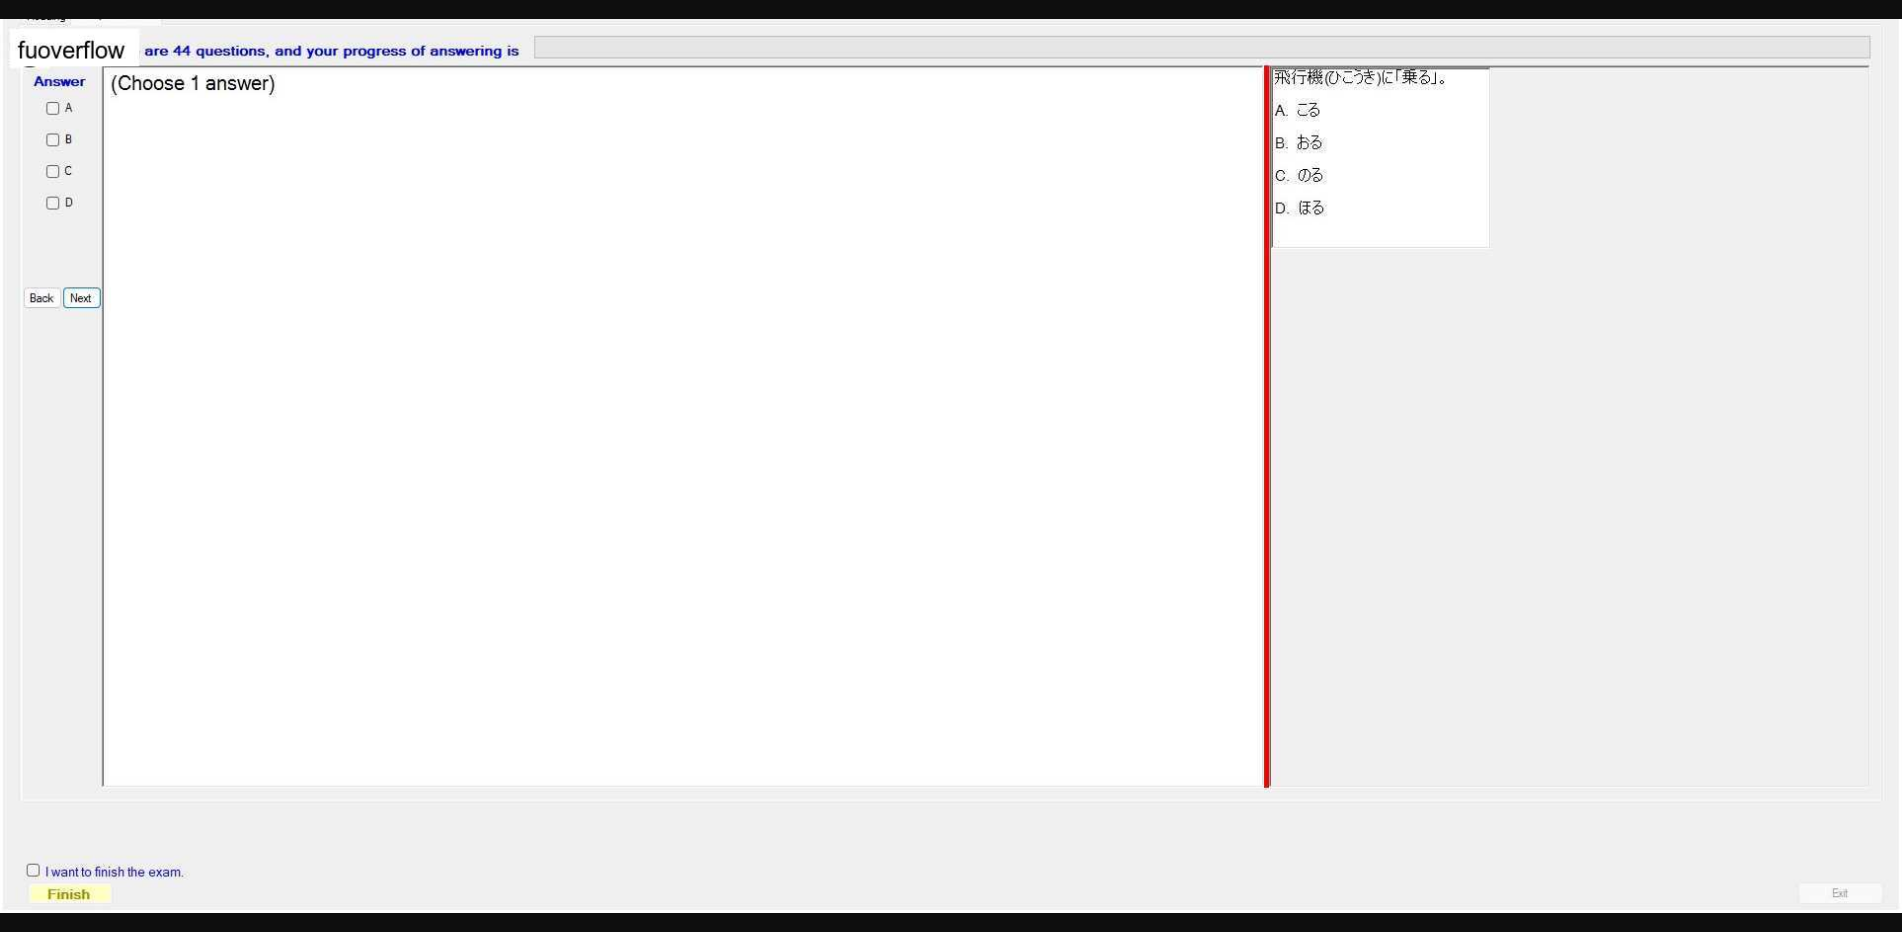 fuoverflow are 44 questions, and your progress of answering is
Answer
(Choose 1 answer)
A
B
C
D
Back Next
飛行機(ひこうき)に「乗る」。
A. こる
B. おる
C. のる
D. ほる
I want to finish the exam.
Finish
Exit